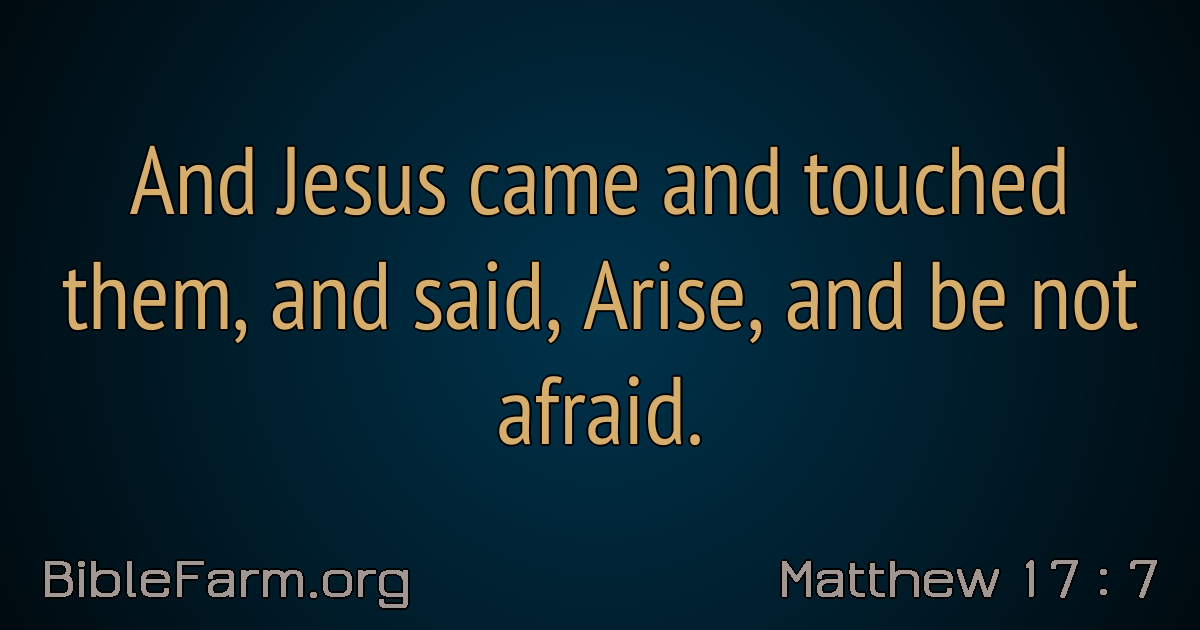 And Jesus came and touched
them, and said, Arise, and be not
afraid.
BibleFarm.org
Matthew 17 : 7